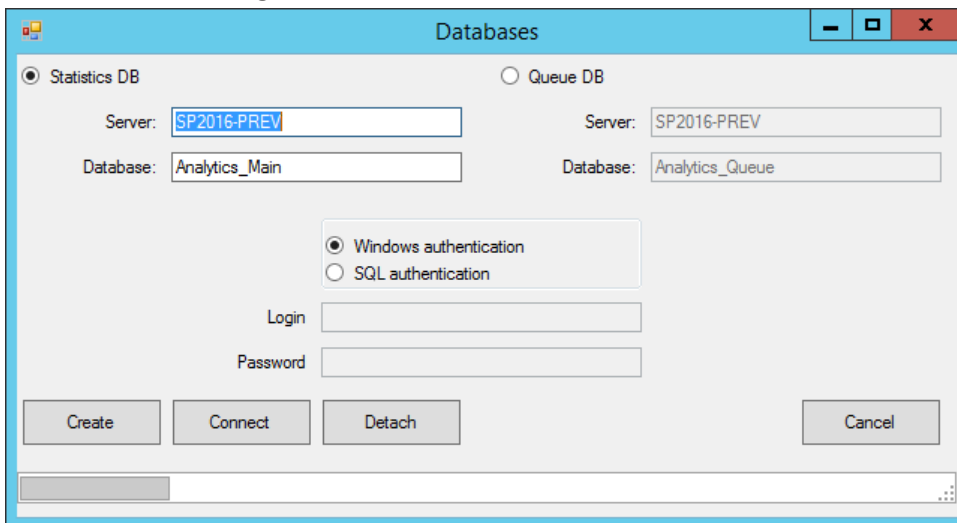 Databases
Statistics DB
Queue DB
Server: SP2016-PREV
Server: SP2016-PREV
Database: Analytics_Main
Database: Analytics_Queue
Windows authentication
SQL authentication
Login
Password
Create Connect Detach Cancel